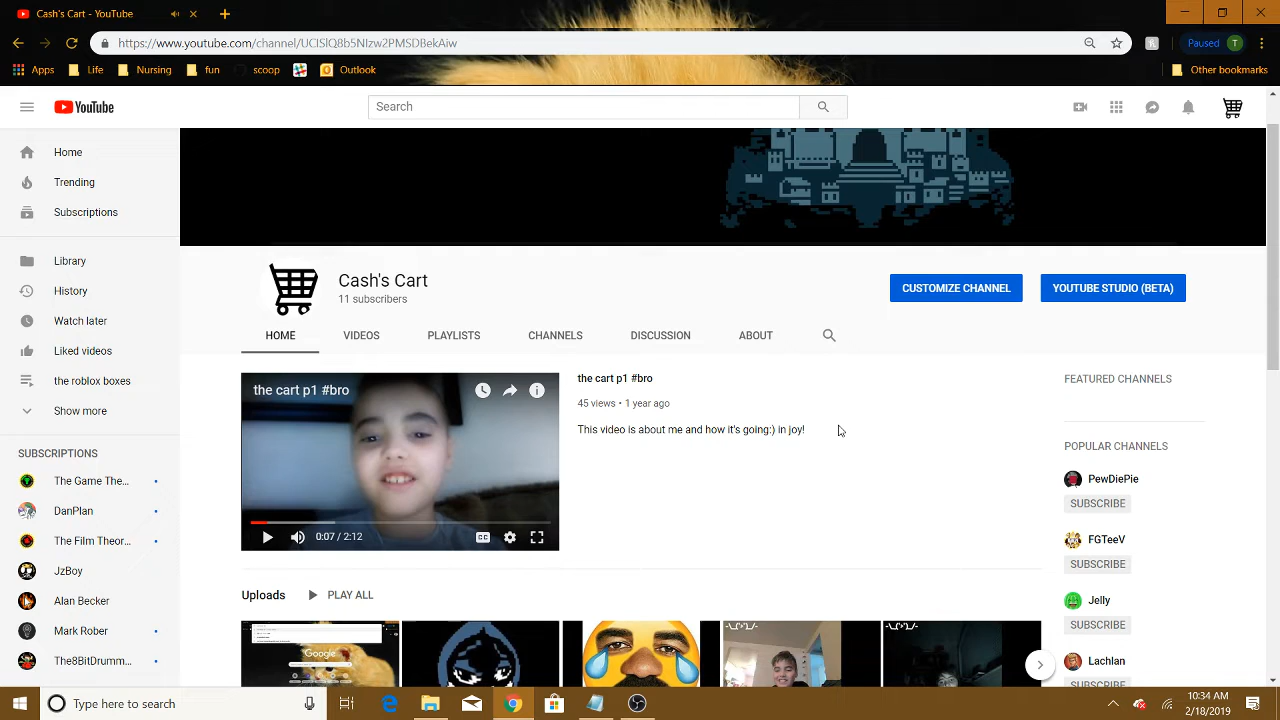 Cash's Cart - YouTube
https://www.youtube.com/channel/UCISlQ8b5NIzw2PMSDBekAiw
Paused T
Apps Life Nursing fun scoop Outlook Other bookmarks
YouTube
Search
Home
Trending
Subscriptions
Library
History
Watch later
Liked videos
the roblox boxes
Show more
SUBSCRIPTIONS
The Game The...
DanPlan
The Film Theor...
JzBoy
Alan Becker
Mark Rober
The8BitDrumm...
Cash's Cart
11 subscribers
CUSTOMIZE CHANNEL
YOUTUBE STUDIO (BETA)
HOME VIDEOS PLAYLISTS CHANNELS DISCUSSION ABOUT
the cart p1 #bro
0:07 / 2:12
the cart p1 #bro
45 views • 1 year ago
This video is about me and how it's going:) in joy!
Uploads PLAY ALL
Google
-\_("•")_/-
-\_("•")_/-
FEATURED CHANNELS
POPULAR CHANNELS
PewDiePie
SUBSCRIBE
FGTeeV
SUBSCRIBE
Jelly
SUBSCRIBE
Lachlan
SUBSCRIBE
Type here to search
10:34 AM
2/18/2019